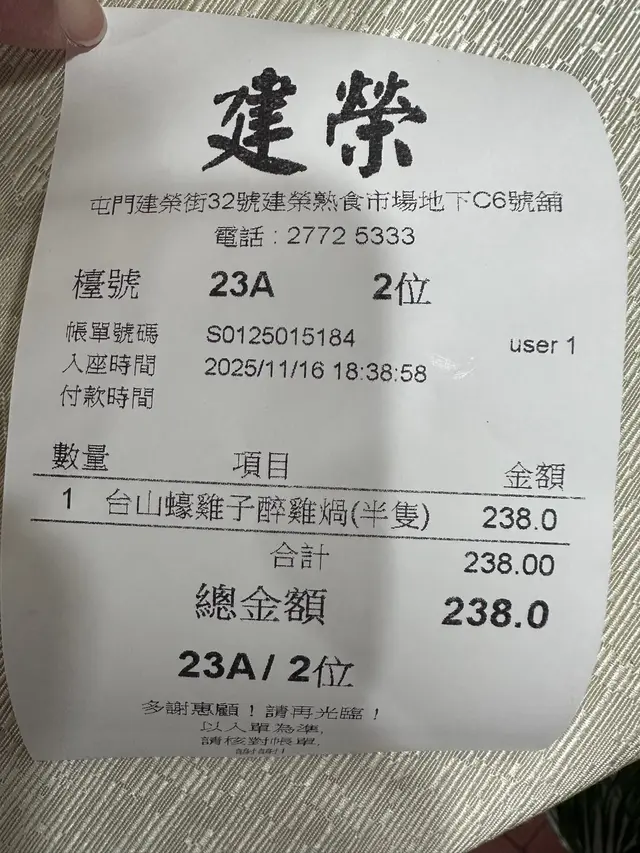 建榮
屯門建榮街32號建榮熟食市場地下C6號舖
電話：2772 5333
檯號 23A 2位
帳單號碼 S0125015184 user 1
入座時間 2025/11/16 18:38:58
付款時間
數量 項目 金額
1 台山蠔雞子醉雞煱(半隻) 238.0
合計 238.00
總金額 238.0
23A / 2位
多謝惠顧！請再光臨！
以入單為準,
請核對帳單,
謝謝!